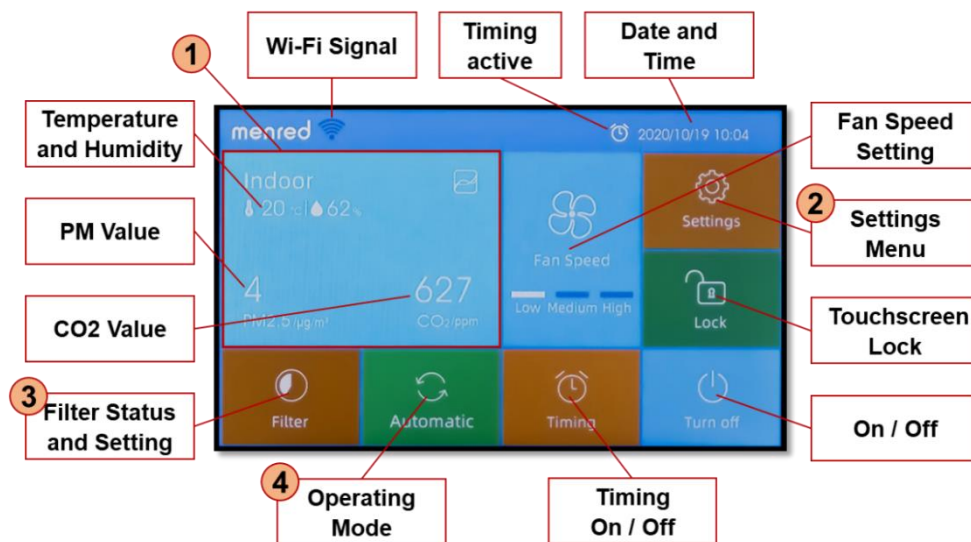 1
Wi-Fi Signal
Timing
active
Date and
Time
Temperature
and Humidity
PM Value
CO2 Value
3
Filter Status
and Setting
menred
2020/10/19 10:04
Indoor
20 °C 62 %
4
PM2.5 /μg/m³
627
CO₂/ppm
Fan Speed
Low Medium High
Settings
Lock
Filter
Automatic
Timing
Turn off
Fan Speed
Setting
2
Settings
Menu
Touchscreen
Lock
On / Off
4
Operating
Mode
Timing
On / Off